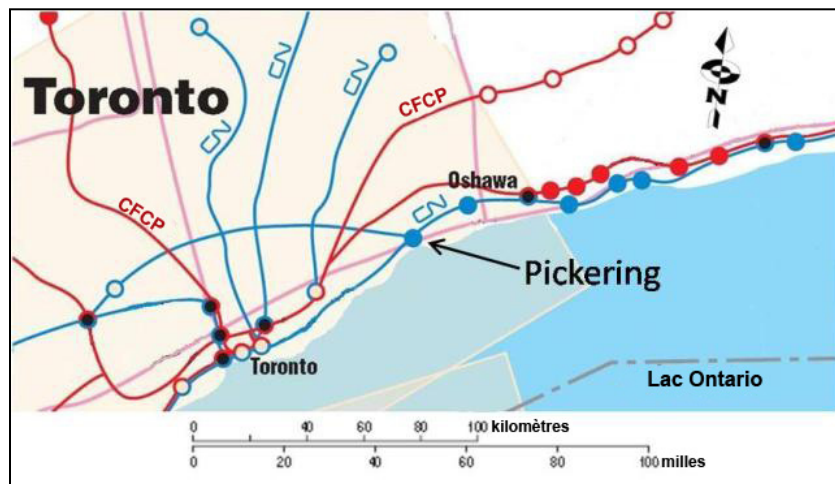 CN
CN
CN
CFCP
Toronto
N
Oshawa
CFCP
CN
Pickering
Toronto
Lac Ontario
0 40 60 80 100 kilomètres
0 20 40 60 80 100 milles